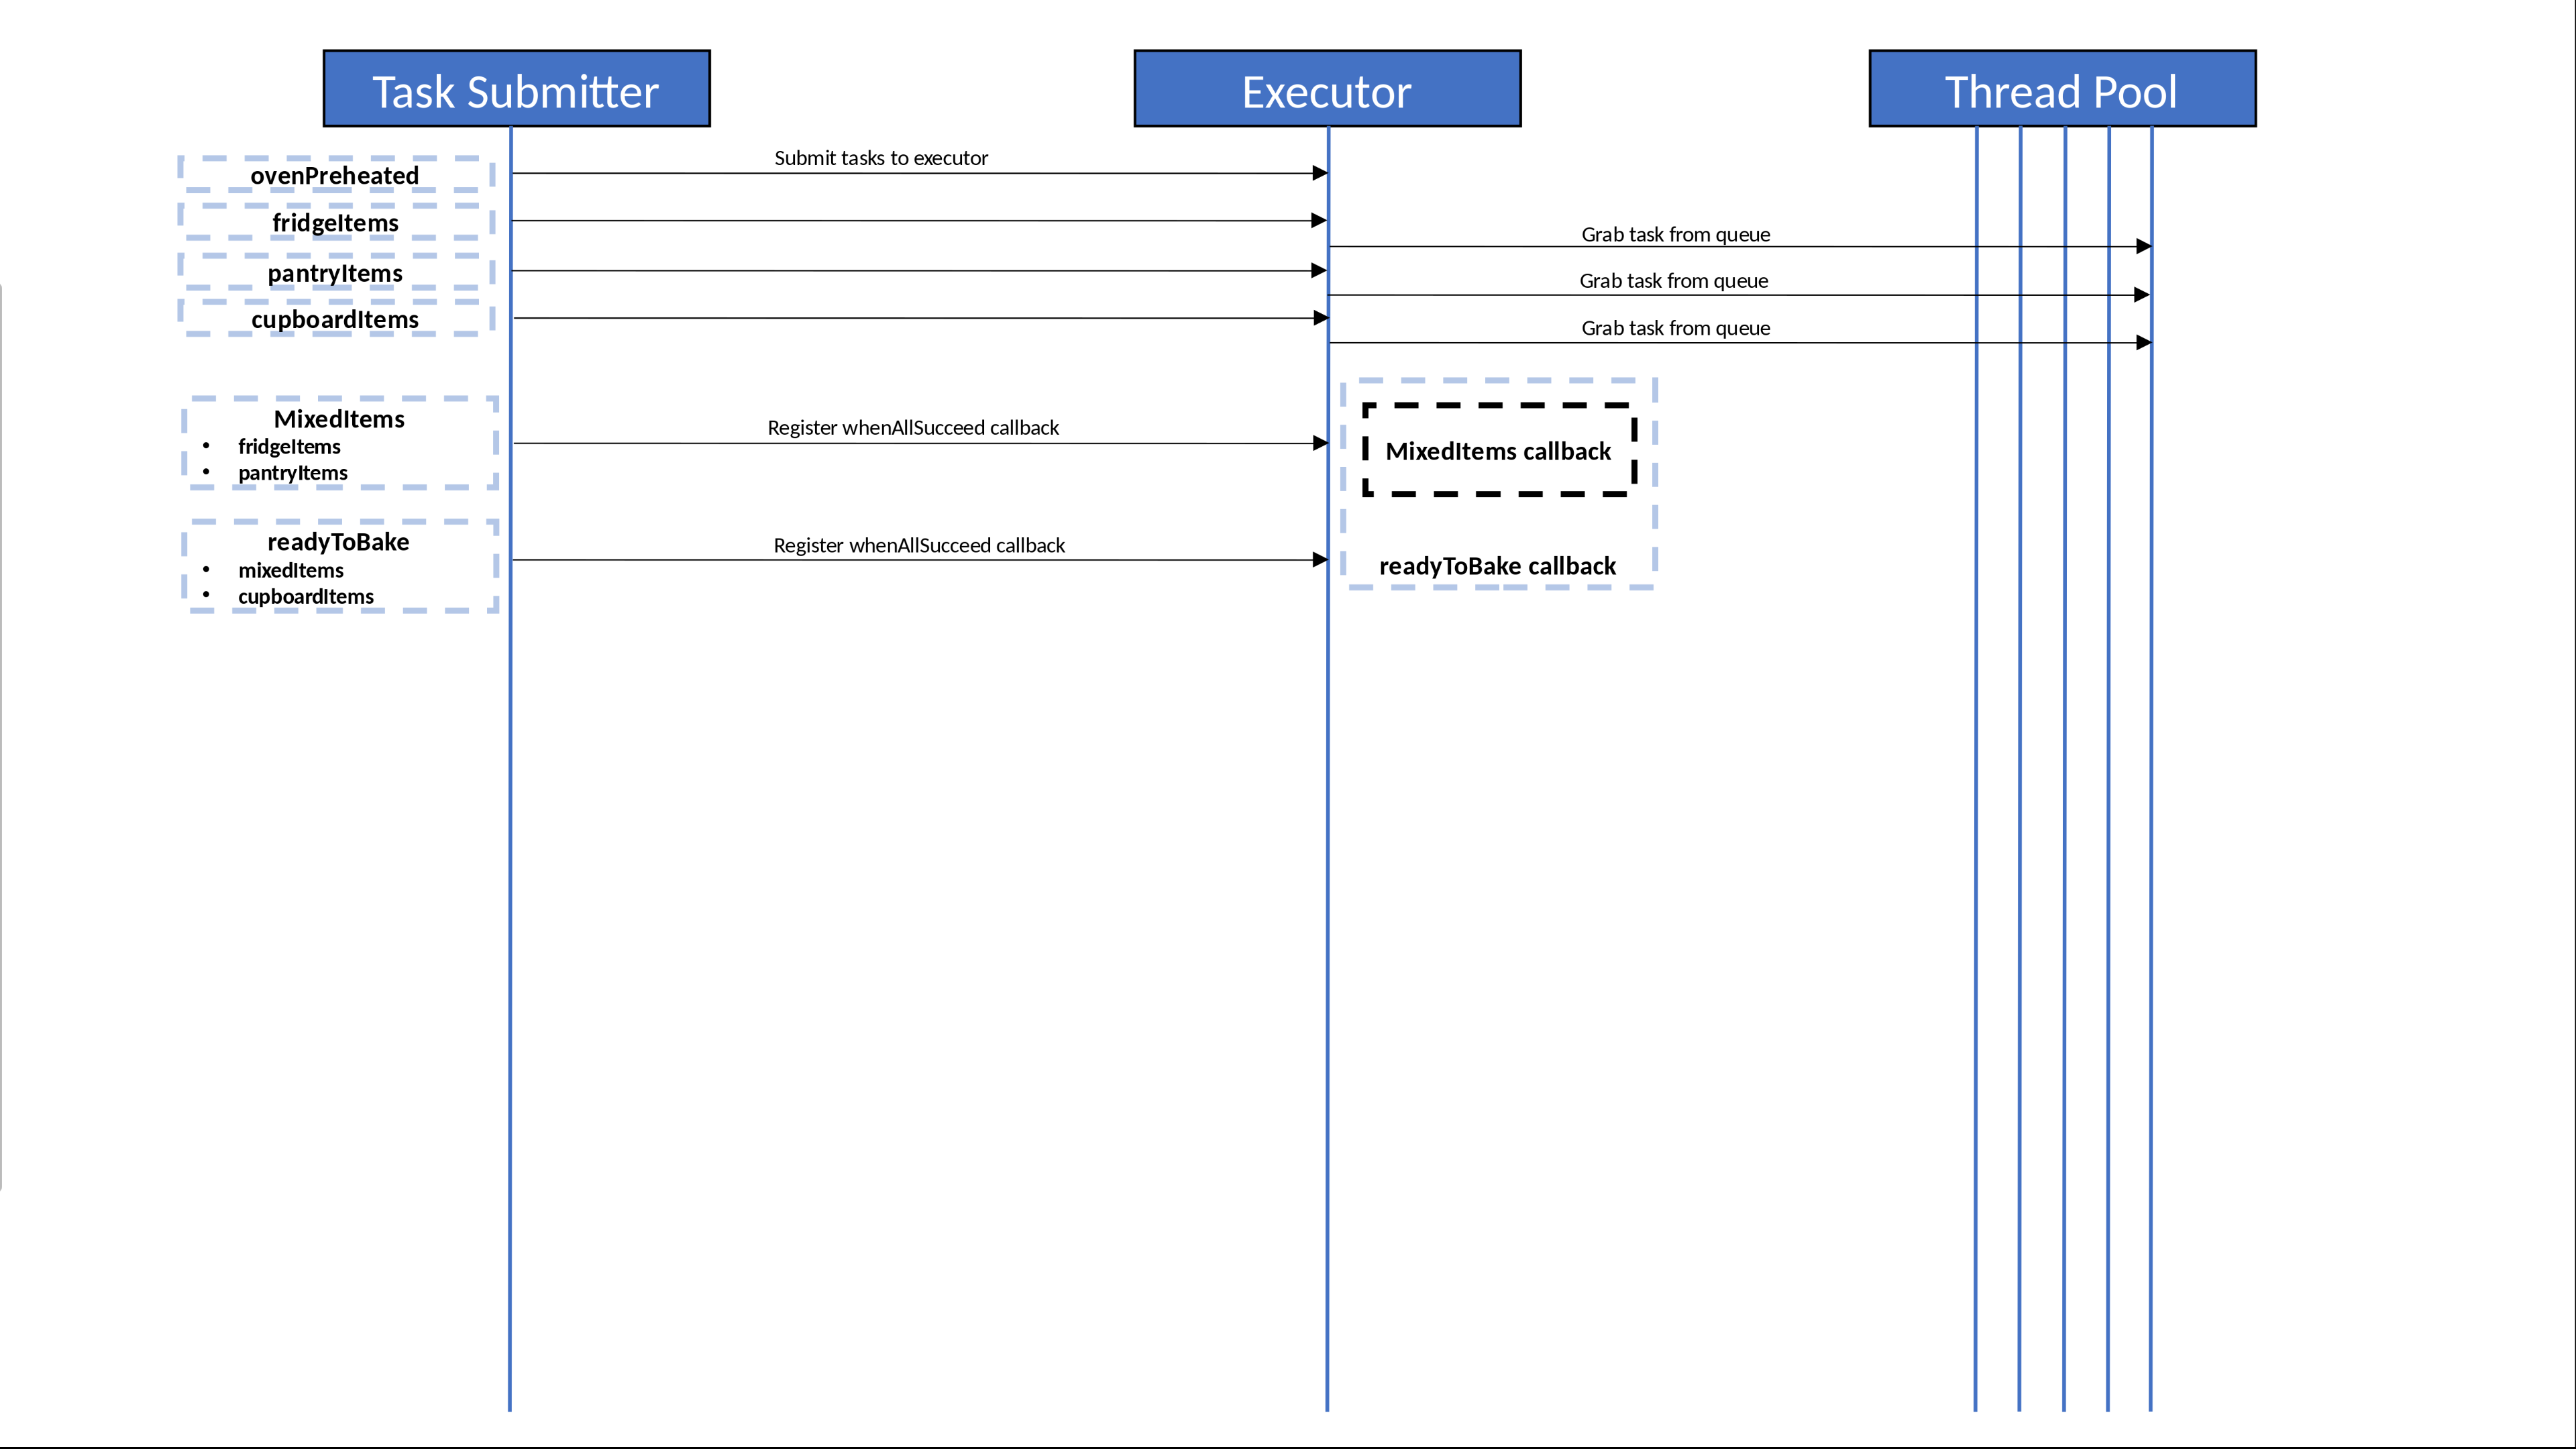 Task Submitter
Executor
Thread Pool
ovenPreheated
Submit tasks to executor
fridgeItems
Grab task from queue
pantryItems
Grab task from queue
cupboardItems
Grab task from queue
MixedItems
• fridgeItems
• pantryItems
Register whenAllSucceed callback
MixedItems callback
readyToBake
• mixedItems
• cupboardItems
Register whenAllSucceed callback
readyToBake callback